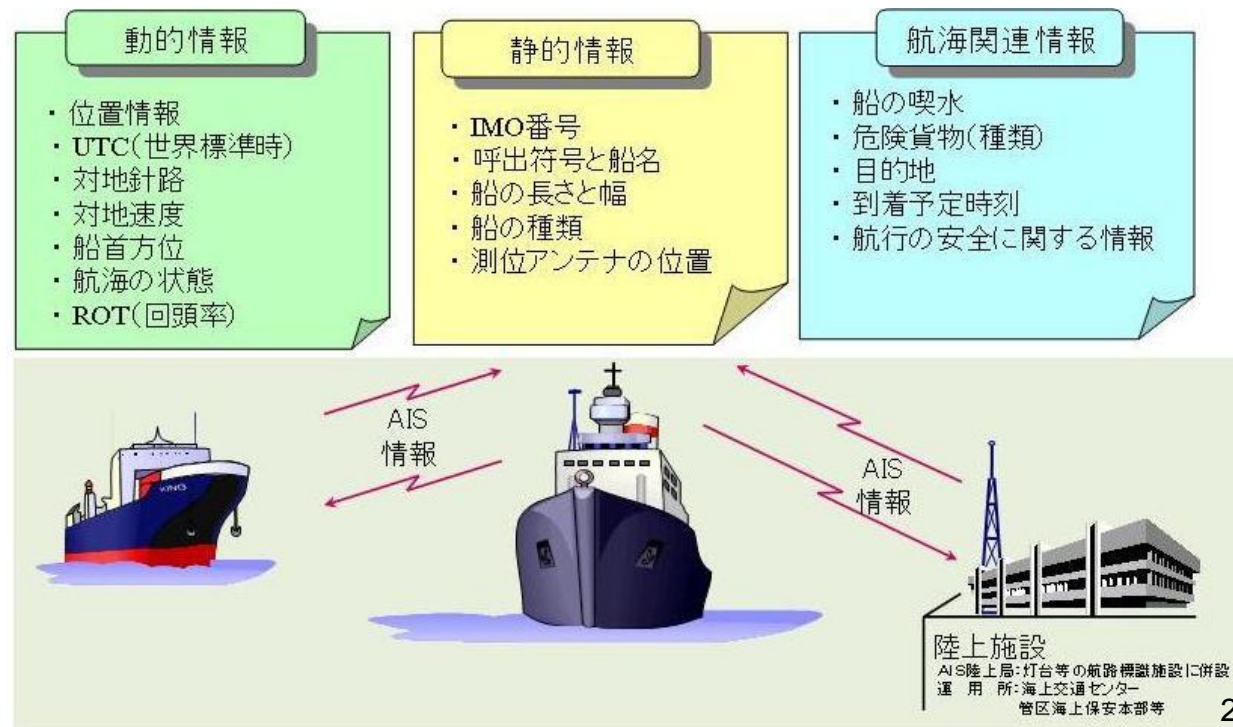 動的情報
・位置情報
・UTC(世界標準時)
・対地針路
・対地速度
・船首方位
・航海の状態
・ROT(回頭率)
静的情報
・IMO番号
・呼出符号と船名
・船の長さと幅
・船の種類
・測位アンテナの位置
航海関連情報
・船の喫水
・危険貨物(種類)
・目的地
・到着予定時刻
・航行の安全に関する情報
AIS
情報
KING
AIS
情報
陸上施設
AIS陸上局:灯台等の航路標識施設に併設
運 用 所:海上交通センター
管区海上保安本部等
2